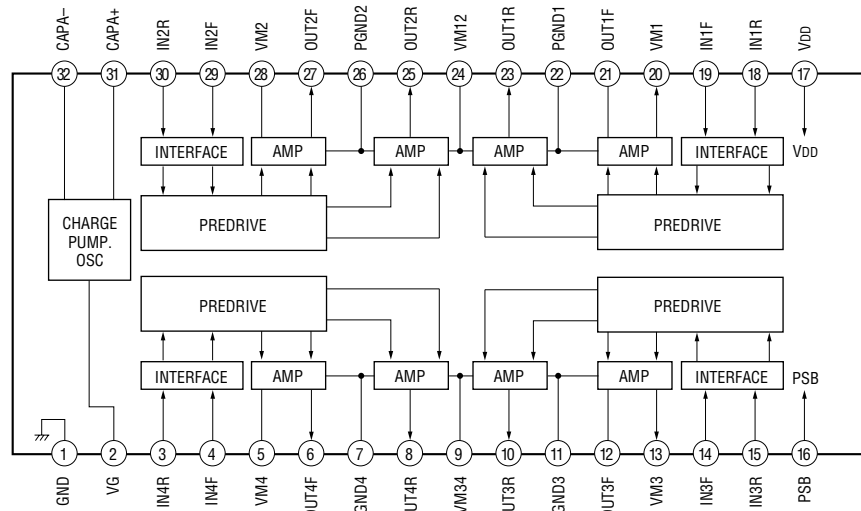 CAPA−
CAPA+
IN2R
IN2F
VM2
OUT2F
PGND2
OUT2R
VM12
OUT1R
PGND1
OUT1F
VM1
IN1F
IN1R
VDD
32 31 30 29 28 27 26 25 24 23 22 21 20 19 18 17
INTERFACE AMP AMP AMP AMP INTERFACE VDD
PREDRIVE PREDRIVE
CHARGE
PUMP.
OSC
PREDRIVE PREDRIVE
INTERFACE AMP AMP AMP AMP INTERFACE PSB
1 2 3 4 5 6 7 8 9 10 11 12 13 14 15 16
GND
VG
IN4R
IN4F
VM4
OUT4F
PGND4
OUT4R
VM34
OUT3R
PGND3
OUT3F
VM3
IN3F
IN3R
PSB